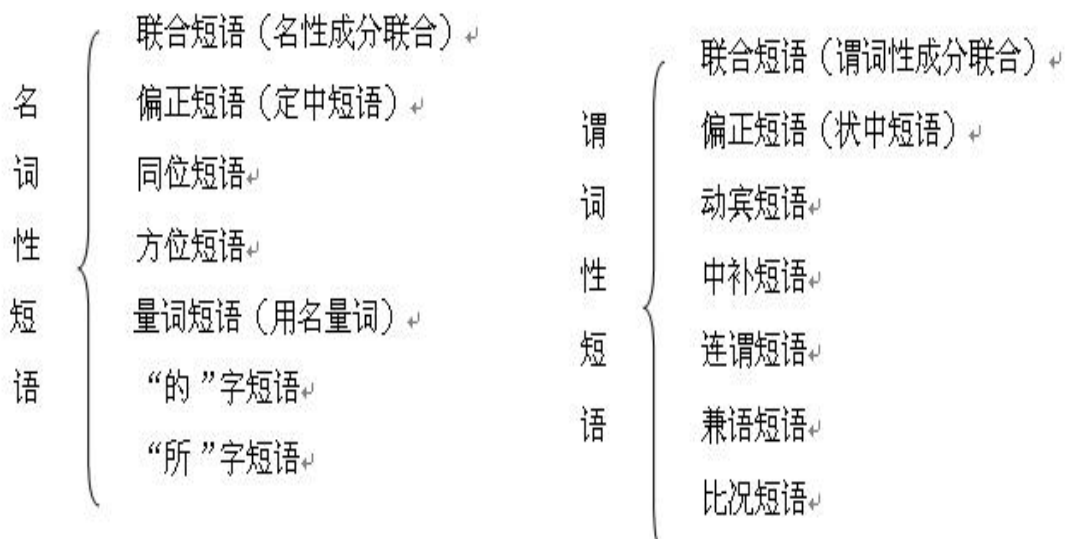 名词性短语
联合短语（名性成分联合）
偏正短语（定中短语）
同位短语
方位短语
量词短语（用名量词）
“的 ”字短语
“所 ”字短语
谓词性短语
联合短语（谓词性成分联合）
偏正短语（状中短语）
动宾短语
中补短语
连谓短语
兼语短语
比况短语